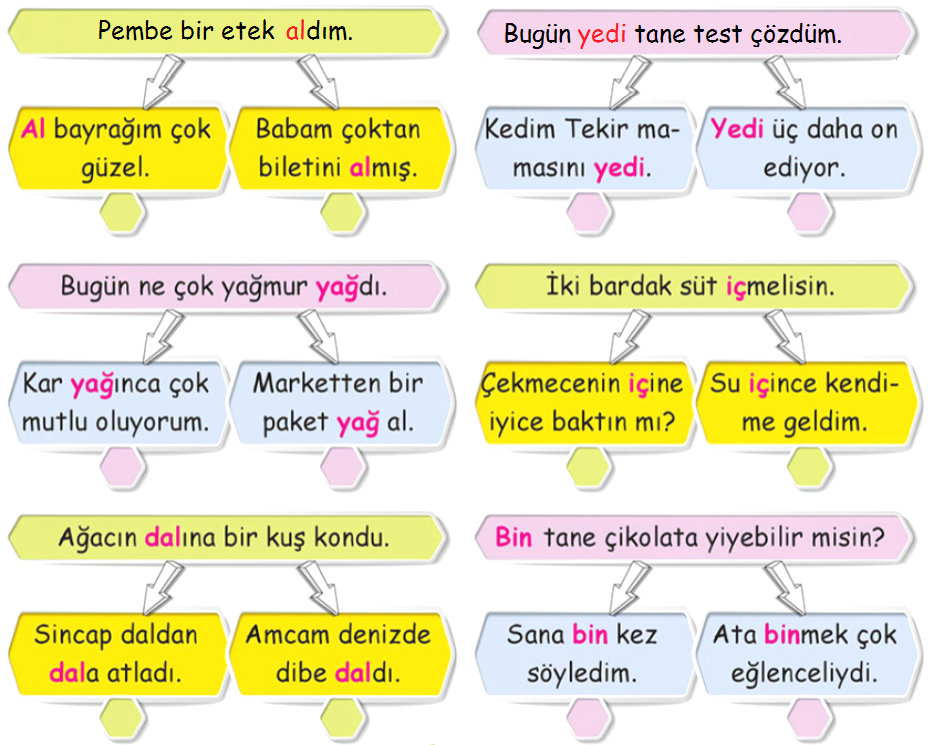 Pembe bir etek aldım.
Al bayrağım çok
güzel.
Babam çoktan
biletini almış.
Bugün yedi tane test çözdüm.
Kedim Tekir ma-
masını yedi.
Yedi üç daha on
ediyor.
Bugün ne çok yağmur yağdı.
Kar yağınca çok
mutlu oluyorum.
Marketten bir
paket yağ al.
İki bardak süt içmelisin.
Çekmecenin içine
iyice baktın mı?
Su içince kendi-
me geldim.
Ağacın dalına bir kuş kondu.
Sincap daldan
dala atladı.
Amcam denizde
dibe daldı.
Bin tane çikolata yiyebilir misin?
Sana bin kez
söyledim.
Ata binmek çok
eğlenceliydi.